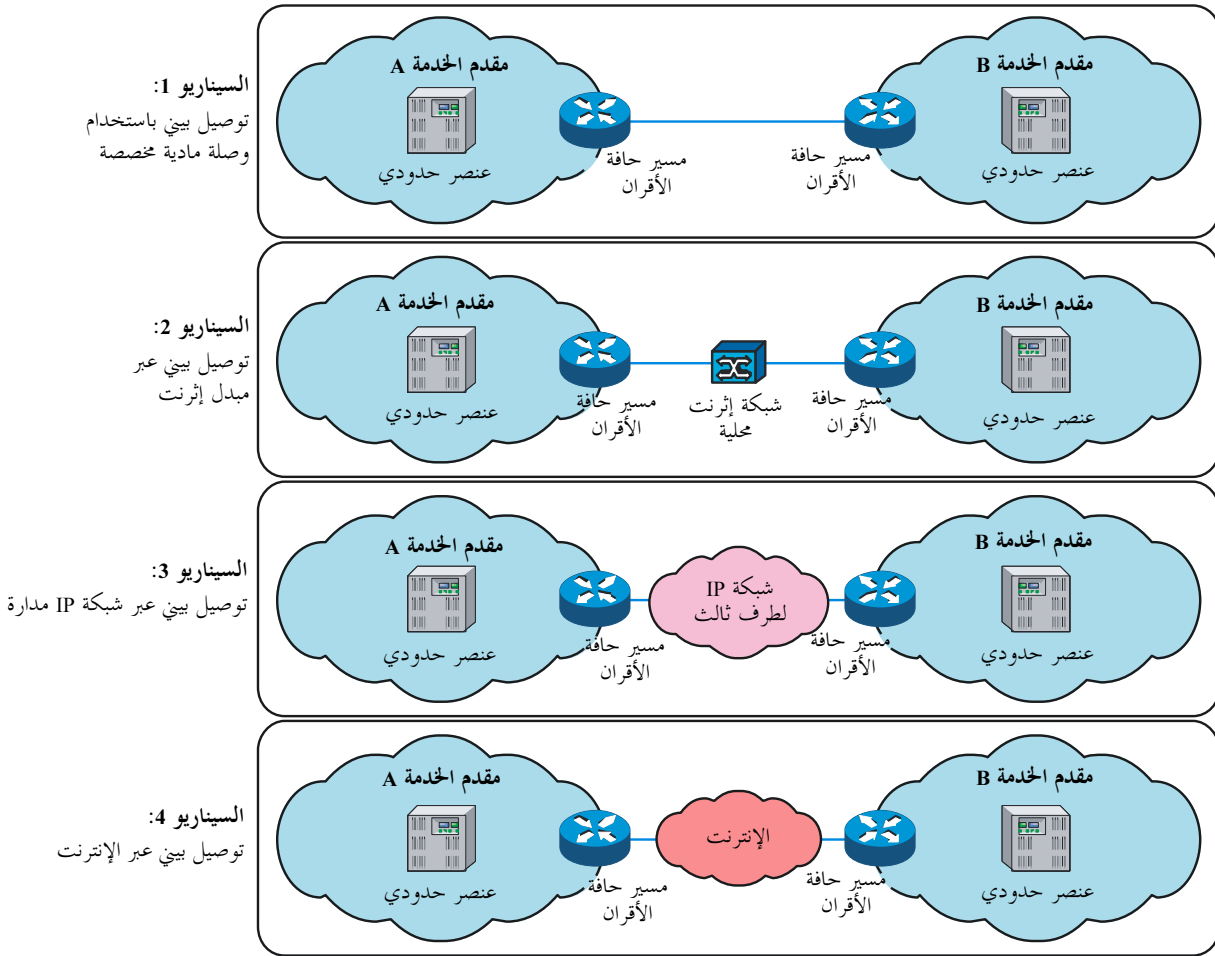 السيناريو 1:
توصيل بيني باستخدام
وصلة مادية مخصصة
مقدم الخدمة A
عنصر حدودي
مسير حافة
الأقران
مسير حافة
الأقران
مقدم الخدمة B
عنصر حدودي
السيناريو 2:
توصيل بيني عبر
مبدل إثرنت
مقدم الخدمة A
عنصر حدودي
مسير حافة
الأقران
شبكة إثرنت
محلية
مسير حافة
الأقران
مقدم الخدمة B
عنصر حدودي
السيناريو 3:
توصيل بيني عبر شبكة IP مدارة
مقدم الخدمة A
عنصر حدودي
مسير حافة
الأقران
شبكة IP
لطرف ثالث
مسير حافة
الأقران
مقدم الخدمة B
عنصر حدودي
السيناريو 4:
توصيل بيني عبر الإنترنت
مقدم الخدمة A
عنصر حدودي
مسير حافة
الأقران
الإنترنت
مسير حافة
الأقران
مقدم الخدمة B
عنصر حدودي